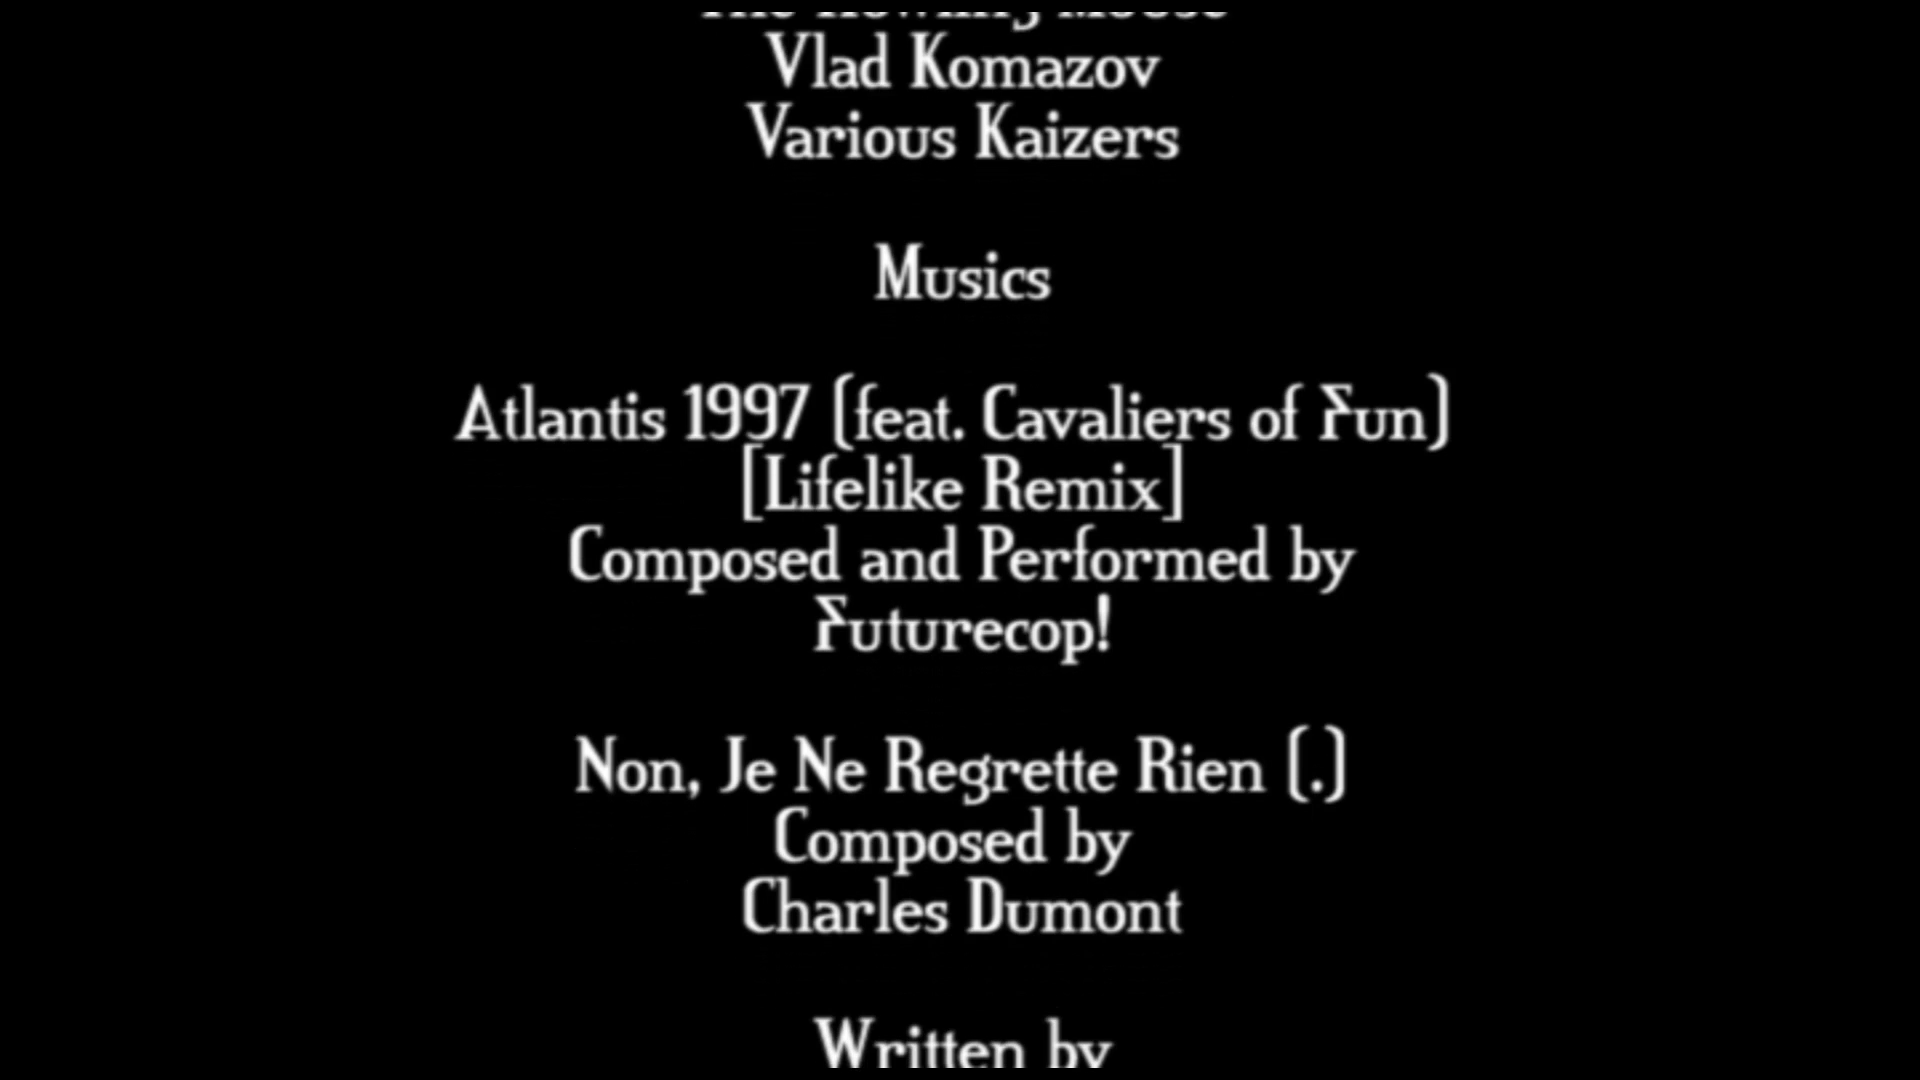 Vlad Komazov
Various Kaizers
Musics
Atlantis 1997 (feat. Cavaliers of Fun)
[Lifelike Remix]
Composed and Performed by
Futurecop!
Non, Je Ne Regrette Rien (.)
Composed by
Charles Dumont
Written by